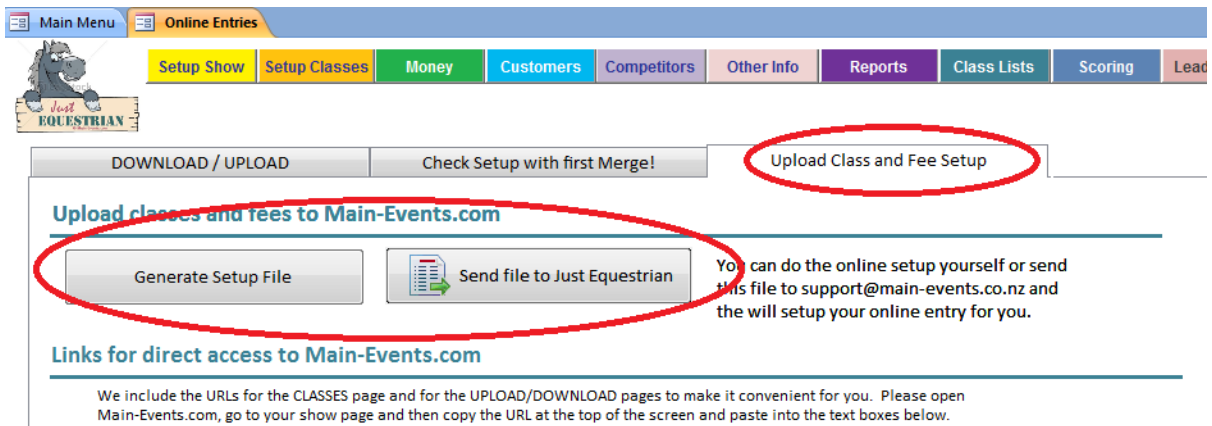 Main Menu Online Entries
Setup Show Setup Classes Money Customers Competitors Other Info Reports Class Lists Scoring Lead
Just
EQUESTRIAN
DOWNLOAD / UPLOAD Check Setup with first Merge! Upload Class and Fee Setup
Upload classes and fees to Main-Events.com
Generate Setup File Send file to Just Equestrian
You can do the online setup yourself or send
this file to support@main-events.co.nz and
the will setup your online entry for you.
Links for direct access to Main-Events.com
We include the URLs for the CLASSES page and for the UPLOAD/DOWNLOAD pages to make it convenient for you. Please open
Main-Events.com, go to your show page and then copy the URL at the top of the screen and paste into the text boxes below.